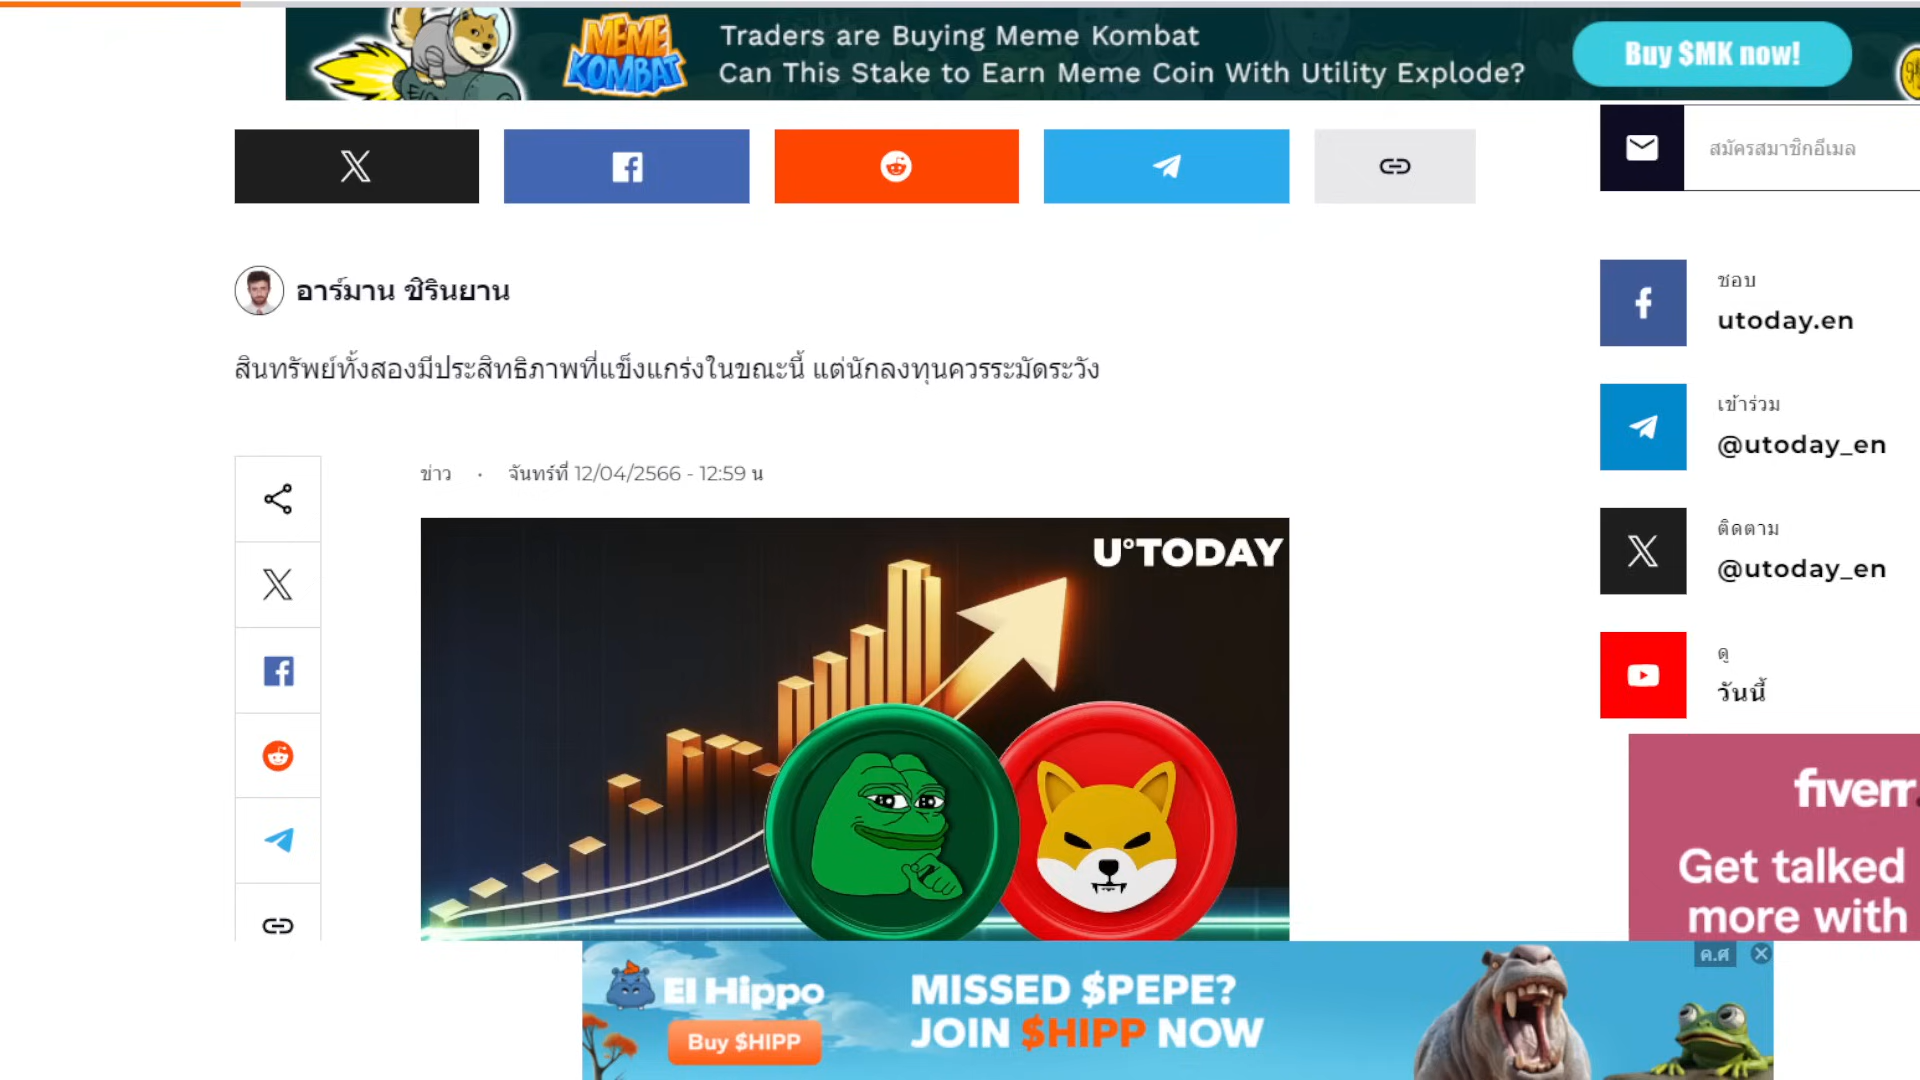 MEME
KOMBAT
Traders are Buying Meme Kombat
Can This Stake to Earn Meme Coin With Utility Explode?
Buy $MK now!
สมัครสมาชิกอีเมล
อาร์มาน ชิรินยาน
สินทรัพย์ทั้งสองมีประสิทธิภาพที่แข็งแกร่งในขณะนี้ แต่นักลงทุนควรระมัดระวัง
ข่าว · จันทร์ที่ 12/04/2566 - 12:59 น
U°TODAY
ชอบ
utoday.en
เข้าร่วม
@utoday_en
ติดตาม
@utoday_en
ดู
วันนี้
fiverr.
Get talked
more with
ค.ศ
El Hippo
Buy $HIPP
MISSED $PEPE?
JOIN $HIPP NOW